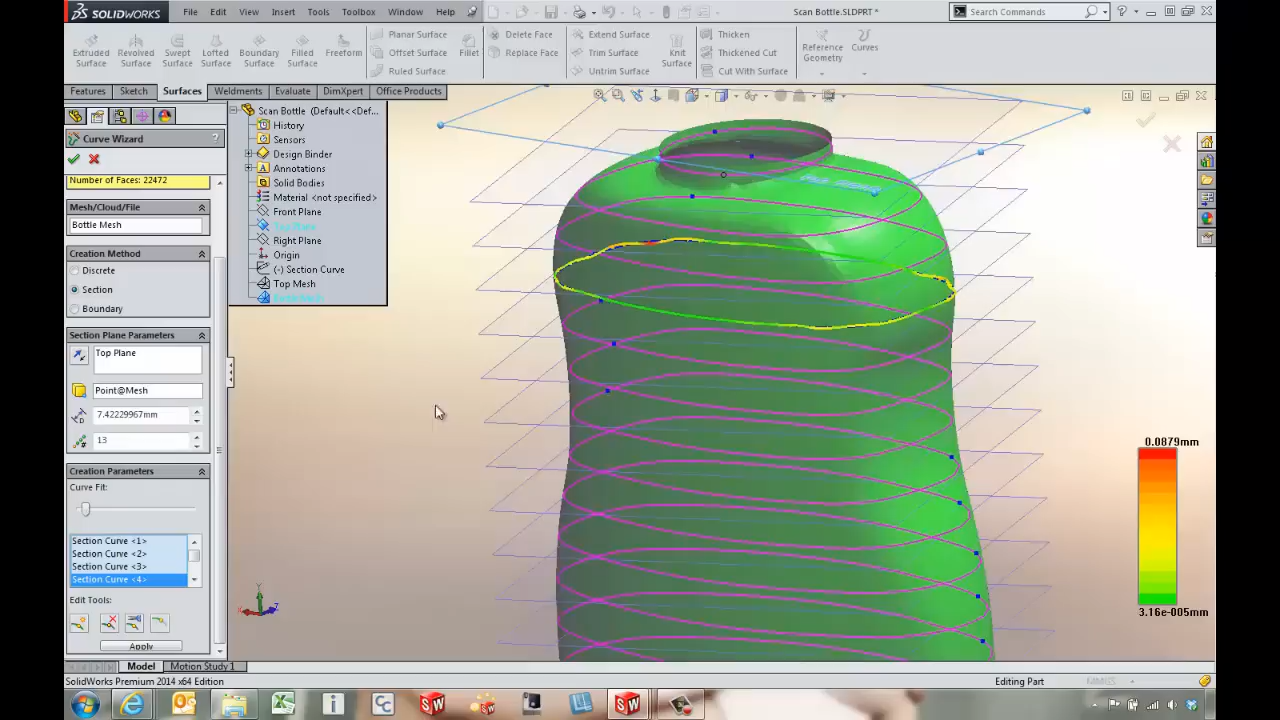 SOLIDWORKS
File Edit View Insert Tools Toolbox Window Help
Scan Bottle.SLDPRT *
Search Commands
Extruded Surface
Revolved Surface
Swept Surface
Lofted Surface
Boundary Surface
Filled Surface
Freeform
Planar Surface
Offset Surface
Ruled Surface
Fillet
Delete Face
Replace Face
Extend Surface
Trim Surface
Untrim Surface
Knit Surface
Thicken
Thickened Cut
Cut With Surface
Reference Geometry
Curves
Features Sketch Surfaces Weldments Evaluate DimXpert Office Products
Curve Wizard ?
Number of Faces: 22472
Mesh/Cloud/File
Bottle Mesh
Creation Method
Discrete
Section
Boundary
Section Plane Parameters
Top Plane
Point@Mesh
7.42229967mm
13
Creation Parameters
Curve Fit:
Section Curve <1>
Section Curve <2>
Section Curve <3>
Section Curve <4>
Edit Tools:
Apply
Scan Bottle (Default<<Def...
History
Sensors
Design Binder
Annotations
Solid Bodies
Material <not specified>
Front Plane
Top Plane
Right Plane
Origin
(-) Section Curve
Top Mesh
Bottle Mesh
0.0879mm
3.16e-005mm
Y
Z
Model Motion Study 1
SolidWorks Premium 2014 x64 Edition
Editing Part
MMGS